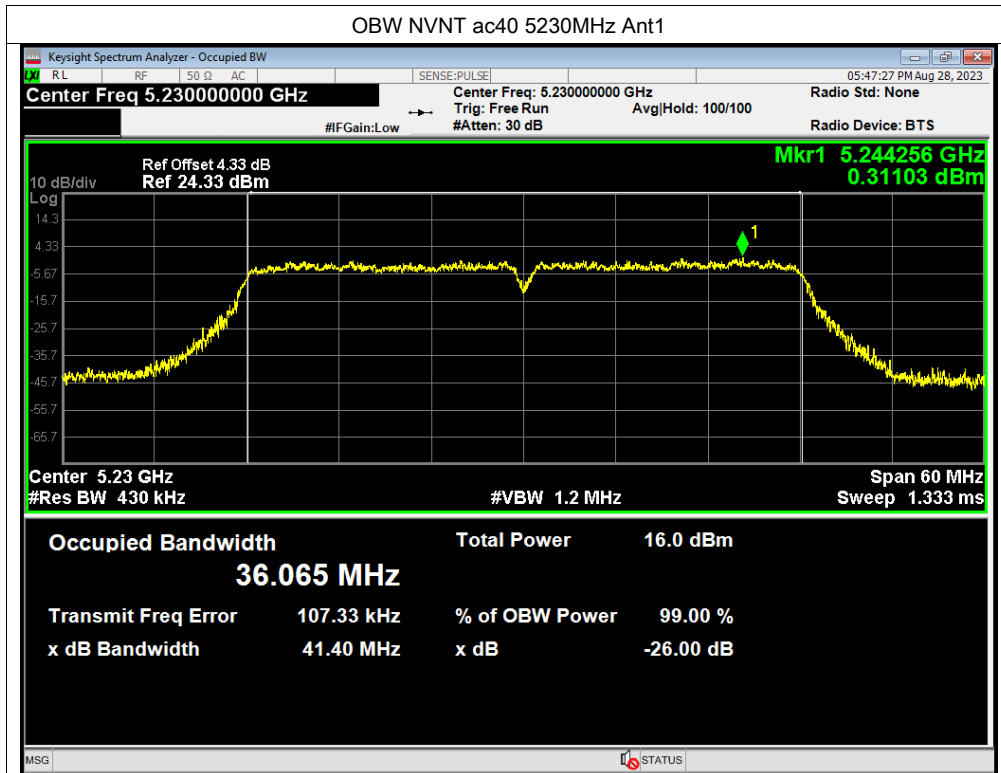 OBW NVNT ac40 5230MHz Ant1
Keysight Spectrum Analyzer - Occupied BW
LXI RL RF 50 Ω AC SENSE:PULSE 05:47:27 PM Aug 28, 2023
Center Freq 5.230000000 GHz Center Freq: 5.230000000 GHz Radio Std: None
Trig: Free Run Avg|Hold: 100/100
#IFGain:Low #Atten: 30 dB Radio Device: BTS
Mkr1 5.244256 GHz
Ref Offset 4.33 dB
10 dB/div Ref 24.33 dBm 0.31103 dBm
Log
14.3
4.33
1
-5.67
-15.7
-25.7
-35.7
-45.7
-55.7
-65.7
Center 5.23 GHz Span 60 MHz
#Res BW 430 kHz #VBW 1.2 MHz Sweep 1.333 ms
Occupied Bandwidth Total Power 16.0 dBm
36.065 MHz
Transmit Freq Error 107.33 kHz % of OBW Power 99.00 %
x dB Bandwidth 41.40 MHz x dB -26.00 dB
MSG STATUS